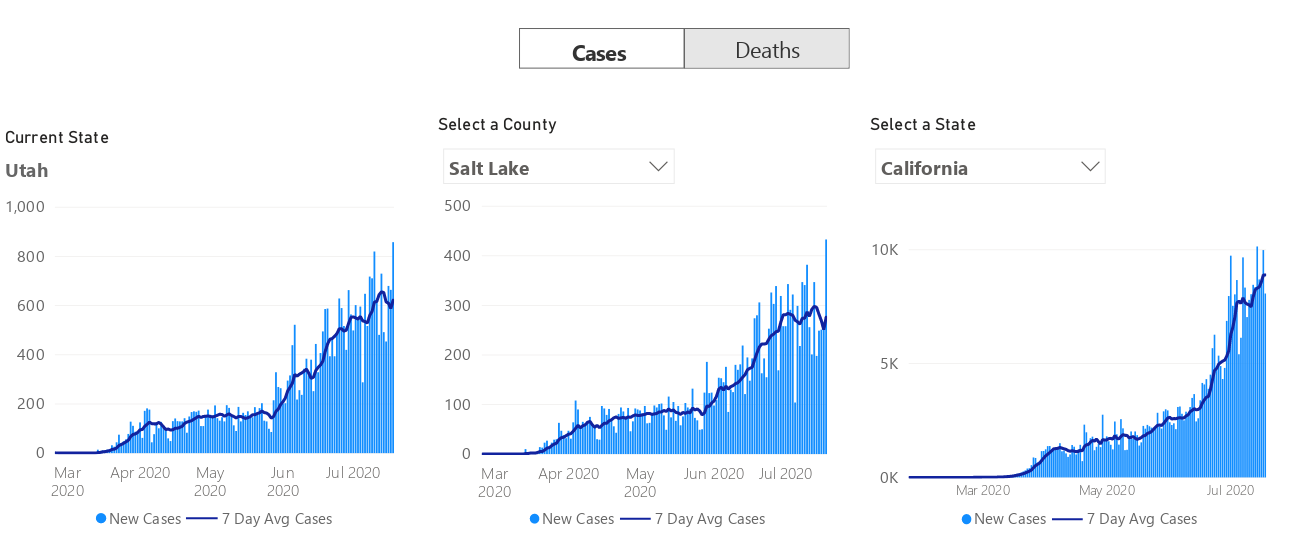 Cases Deaths
Current State
Utah
1,000
800
600
400
200
0
Mar 2020
Apr 2020
May 2020
Jun 2020
Jul 2020
New Cases 7 Day Avg Cases
Select a County
Salt Lake
500
400
300
200
100
0
Mar 2020
Apr 2020
May 2020
Jun 2020
Jul 2020
New Cases 7 Day Avg Cases
Select a State
California
10K
5K
0K
Mar 2020
May 2020
Jul 2020
New Cases 7 Day Avg Cases